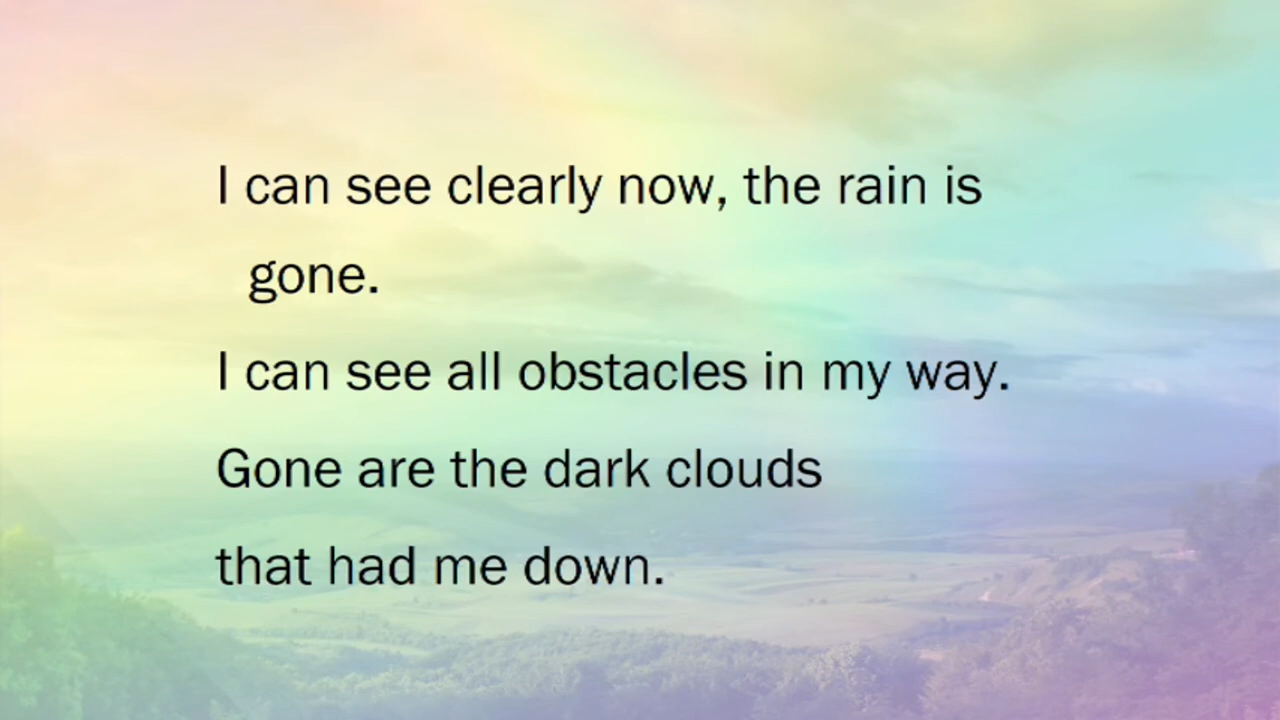 I can see clearly now, the rain is
gone.
I can see all obstacles in my way.
Gone are the dark clouds
that had me down.